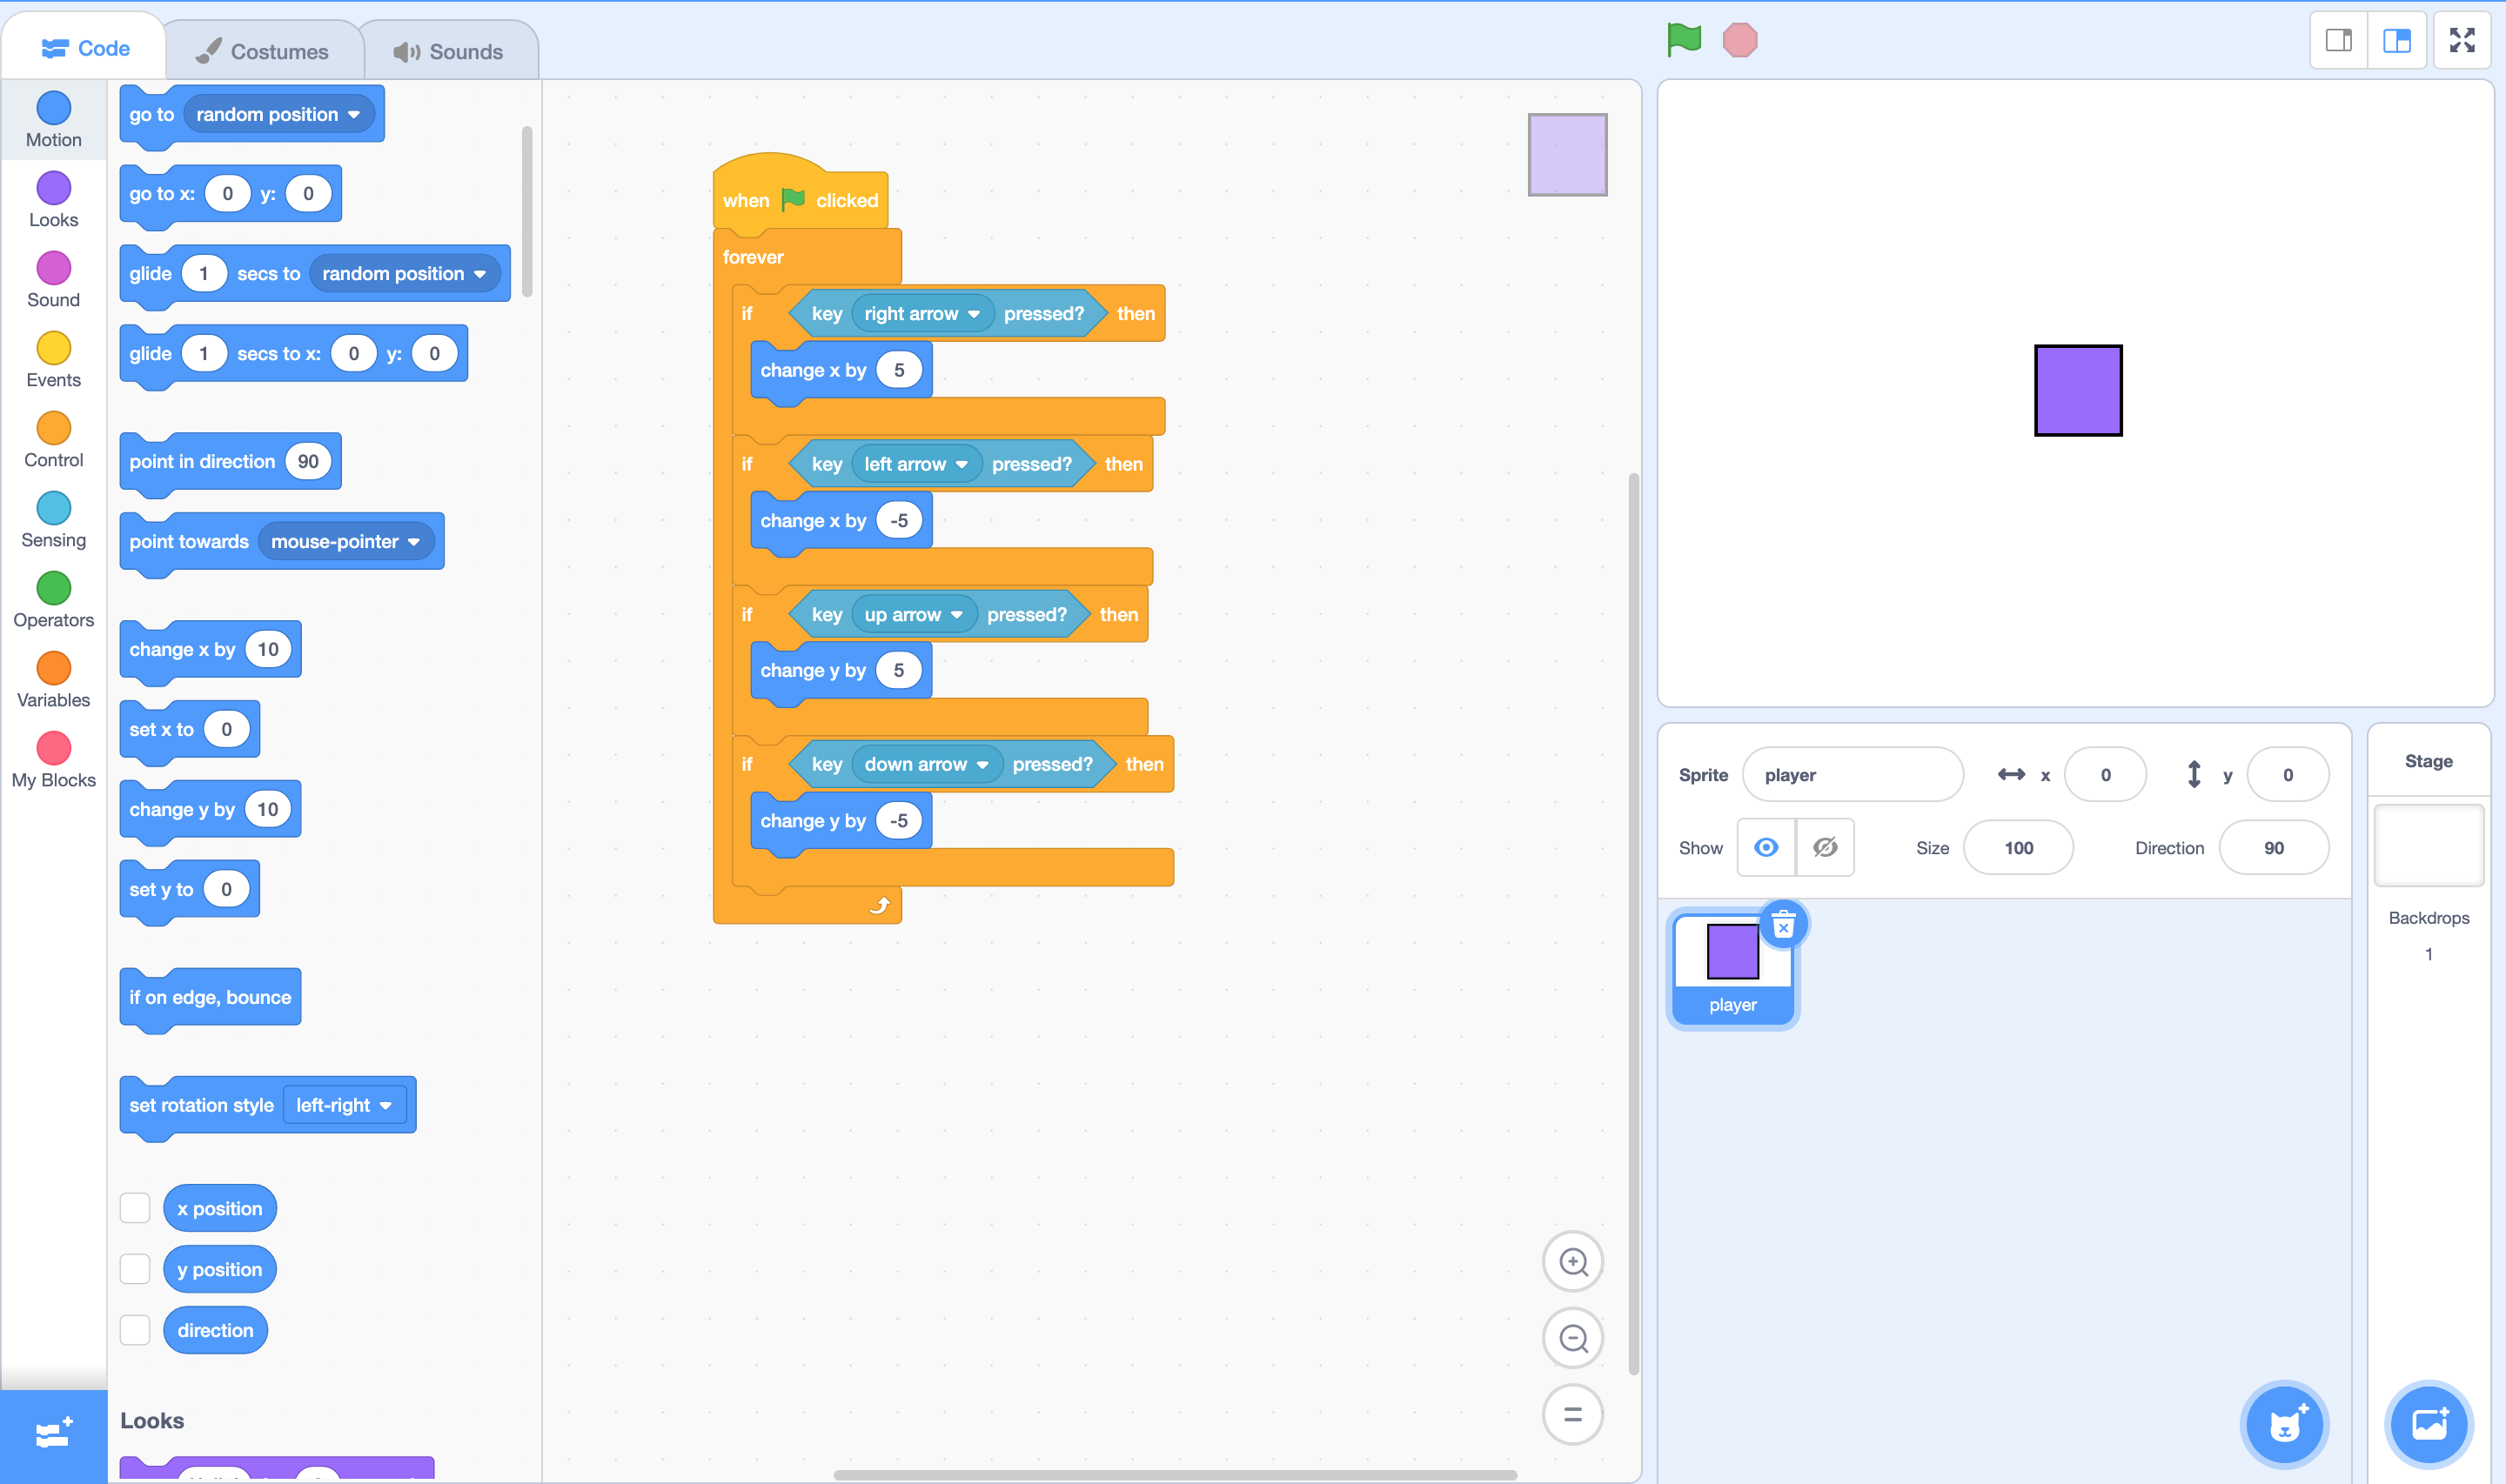 Code
Costumes
Sounds
Motion
Looks
Sound
Events
Control
Sensing
Operators
Variables
My Blocks
go to random position
go to x: 0 y: 0
glide 1 secs to random position
glide 1 secs to x: 0 y: 0
point in direction 90
point towards mouse-pointer
change x by 10
set x to 0
change y by 10
set y to 0
if on edge, bounce
set rotation style left-right
x position
y position
direction
Looks
when clicked
forever
if key right arrow pressed? then
change x by 5
if key left arrow pressed? then
change x by -5
if key up arrow pressed? then
change y by 5
if key down arrow pressed? then
change y by -5
Sprite player x 0 y 0
Show Size 100 Direction 90
player
Stage
Backdrops
1